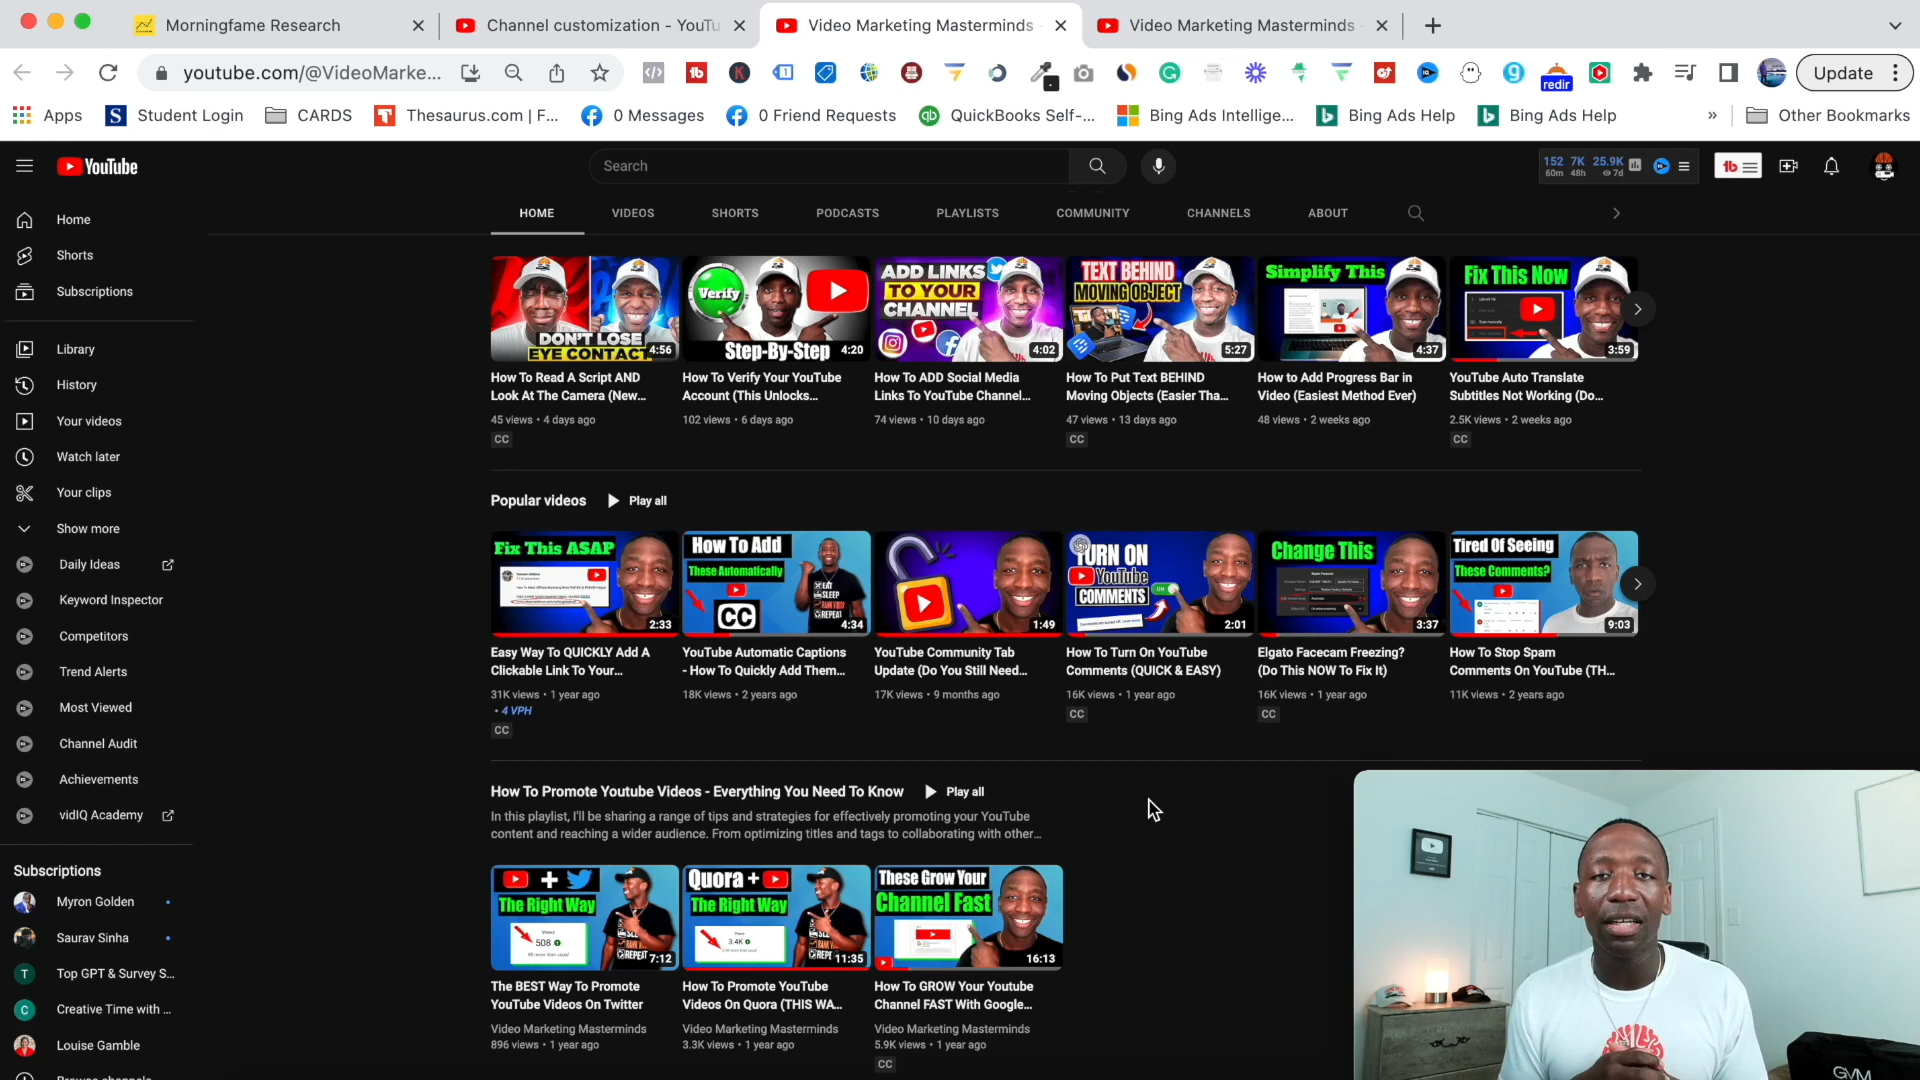 Morningfame Research
Channel customization - YouTu
Video Marketing Masterminds -
Video Marketing Masterminds -
youtube.com/@VideoMarke...
redir
Update
Apps
Student Login
CARDS
Thesaurus.com | F...
0 Messages
0 Friend Requests
QuickBooks Self-...
Bing Ads Intellige...
Bing Ads Help
Bing Ads Help
»
Other Bookmarks
YouTube
Search
152 7K 25.9K
60m 48h 7d
Home
Shorts
Subscriptions
Library
History
Your videos
Watch later
Your clips
Show more
Daily Ideas
Keyword Inspector
Competitors
Trend Alerts
Most Viewed
Channel Audit
Achievements
vidIQ Academy
Subscriptions
Myron Golden
Saurav Sinha
Top GPT & Survey S...
Creative Time with ...
Louise Gamble
HOME
VIDEOS
SHORTS
PODCASTS
PLAYLISTS
COMMUNITY
CHANNELS
ABOUT
DON'T LOSE
EYE CONTACT
4:56
How To Read A Script AND
Look At The Camera (New...
45 views • 4 days ago
CC
Verify
Step-By-Step
4:20
How To Verify Your YouTube
Account (This Unlocks...
102 views • 6 days ago
ADD LINKS
TO YOUR
CHANNEL
4:02
How To ADD Social Media
Links To YouTube Channel...
74 views • 10 days ago
TEXT BEHIND
MOVING OBJECT
5:27
How To Put Text BEHIND
Moving Objects (Easier Tha...
47 views • 13 days ago
CC
Simplify This
4:37
How to Add Progress Bar in
Video (Easiest Method Ever)
48 views • 2 weeks ago
Fix This Now
3:59
YouTube Auto Translate
Subtitles Not Working (Do...
2.5K views • 2 weeks ago
CC
Popular videos
Play all
Fix This ASAP
2:33
Easy Way To QUICKLY Add A
Clickable Link To Your...
31K views • 1 year ago
• 4 VPH
CC
How To Add
These Automatically
CC
EAT
SLEEP
RANK VIDEO
REPEAT
4:34
YouTube Automatic Captions
- How To Quickly Add Them...
18K views • 2 years ago
1:49
YouTube Community Tab
Update (Do You Still Need...
17K views • 9 months ago
TURN ON
YouTube
COMMENTS
ON
2:01
How To Turn On YouTube
Comments (QUICK & EASY)
16K views • 1 year ago
CC
Change This
3:37
Elgato Facecam Freezing?
(Do This NOW To Fix It)
16K views • 1 year ago
CC
Tired Of Seeing
These Comments?
9:03
How To Stop Spam
Comments On YouTube (TH...
11K views • 2 years ago
How To Promote Youtube Videos - Everything You Need To Know
Play all
In this playlist, I'll be sharing a range of tips and strategies for effectively promoting your YouTube
content and reaching a wider audience. From optimizing titles and tags to collaborating with other...
+
The Right Way
Views
508
7:12
The BEST Way To Promote
YouTube Videos On Twitter
Video Marketing Masterminds
896 views • 1 year ago
Quora +
The Right Way
Views
3.4K
11:35
How To Promote YouTube
Videos On Quora (THIS WA...
Video Marketing Masterminds
3.3K views • 1 year ago
These Grow Your
Channel Fast
16:13
How To GROW Your Youtube
Channel FAST With Google...
Video Marketing Masterminds
5.9K views • 1 year ago
CC
GVM